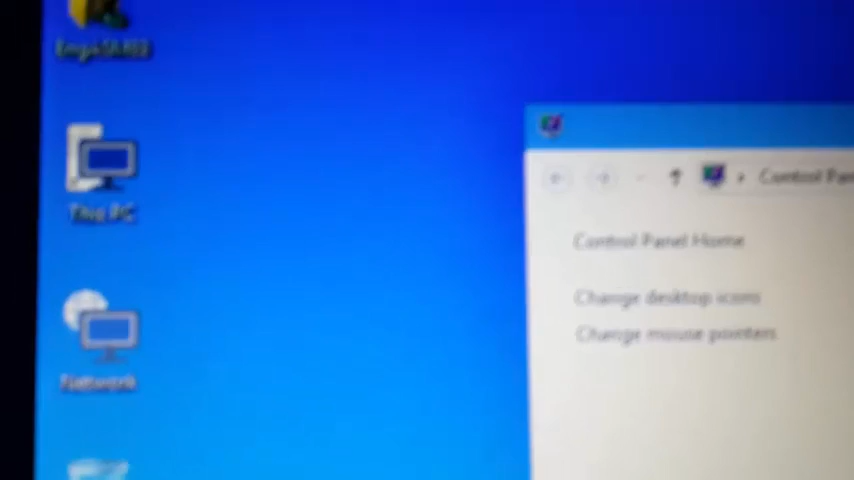 This PC
Network
Control Panel Home
Change desktop icons
Change mouse pointers